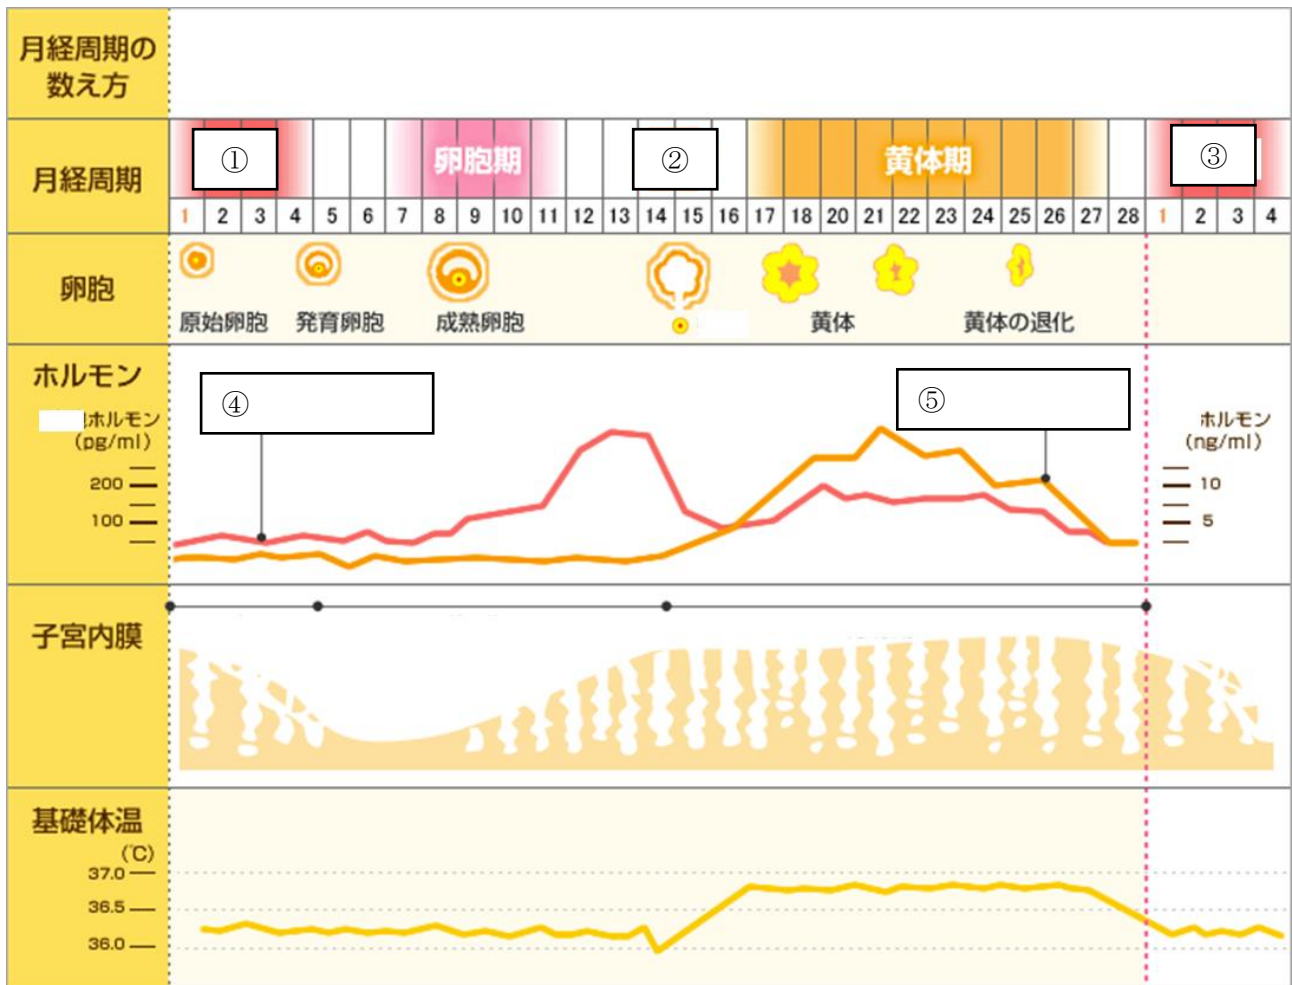 月経周期の
数え方
月経周期
①
卵胞期
②
黄体期
③
1 2 3 4 5 6 7 8 9 10 11 12 13 14 15 16 17 18 20 21 22 23 24 25 26 27 28 1 2 3 4
卵胞
原始卵胞 発育卵胞 成熟卵胞 黄体 黄体の退化
ホルモン
④
⑤
ホルモン
(pg/ml)
200
100
ホルモン
(ng/ml)
10
5
子宮内膜
基礎体温
(℃)
37.0
36.5
36.0